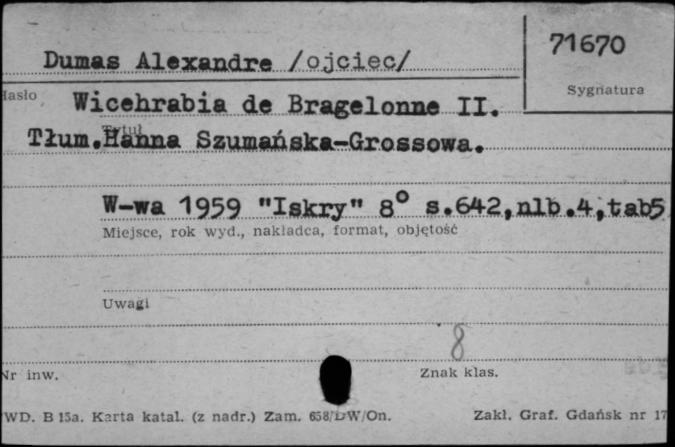 71670
Dumas Alexandre /ojciec/
Sygnatura
Hasło
Wicehrabia de Bragelonne II.
Tytuł
Tłum.Hanna Szumańska-Grossowa.
W-wa 1959 "Iskry" 8° s.642,nlb.4,tab5
Miejsce, rok wyd., nakładca, format, objętość
Uwagi
8
Nr inw.
Znak klas.
WD. B 15a. Karta katal. (z nadr.) Zam. 658/DW/On.
Zakł. Graf. Gdańsk nr 17